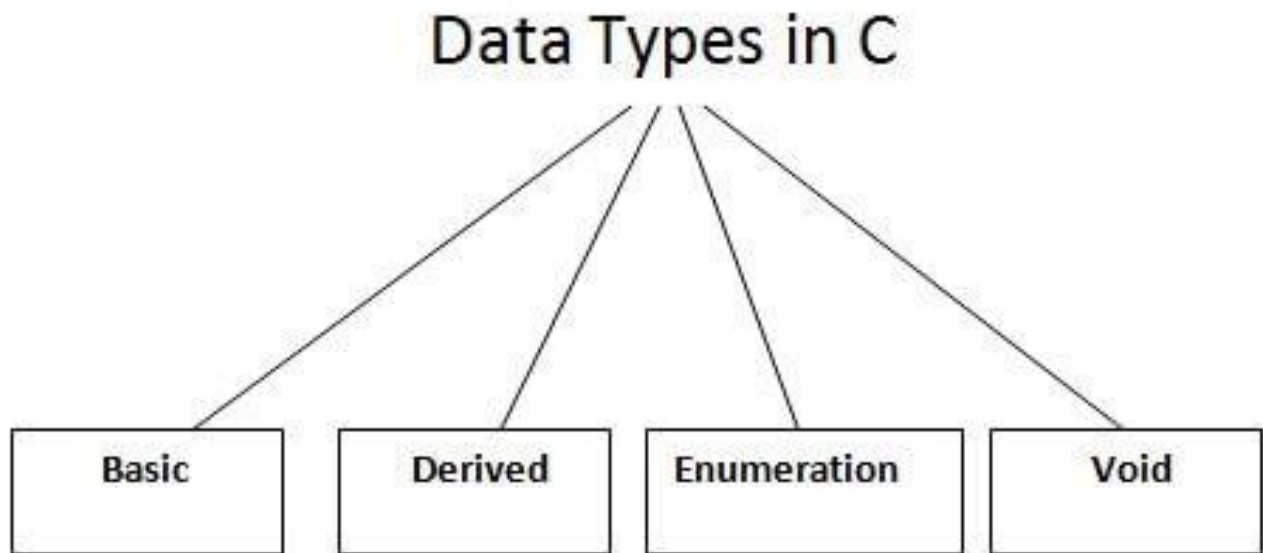 Data Types in C
Basic
Derived
Enumeration
Void